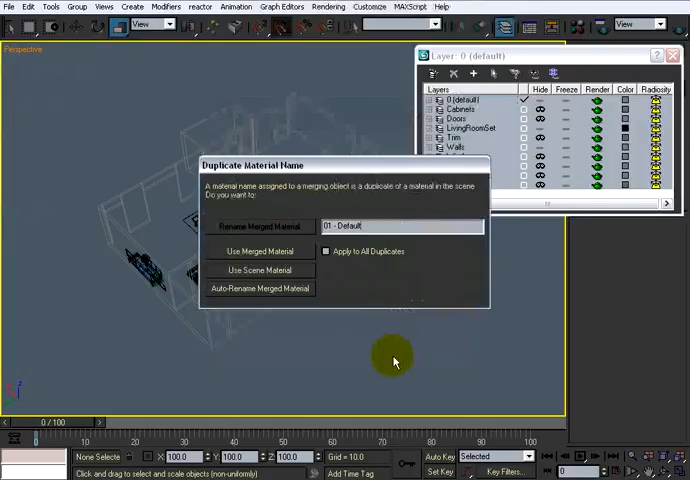 File Edit Tools Group Views Create Modifiers reactor Animation Graph Editors Rendering Customize MAXScript Help
View
View
Perspective
Layer: 0 (default)
Layers Hide Freeze Render Color Radiosity
0 (default)
Cabinets
Doors
LivingRoomSet
Trim
Walls
Duplicate Material Name
A material name assigned to a merging object is a duplicate of a material in the scene
Do you want to:
Rename Merged Material
01 - Default
Use Merged Material
Apply to All Duplicates
Use Scene Material
Auto-Rename Merged Material
0 / 100
0 10 20 30 40 50 60 70 80 90 100
None Selecte X: 100.0 Y: 100.0 Z: 100.0 Grid = 10.0 Auto Key Selected
Click and drag to select and scale objects (non-uniformly) Add Time Tag Set Key Key Filters... 0